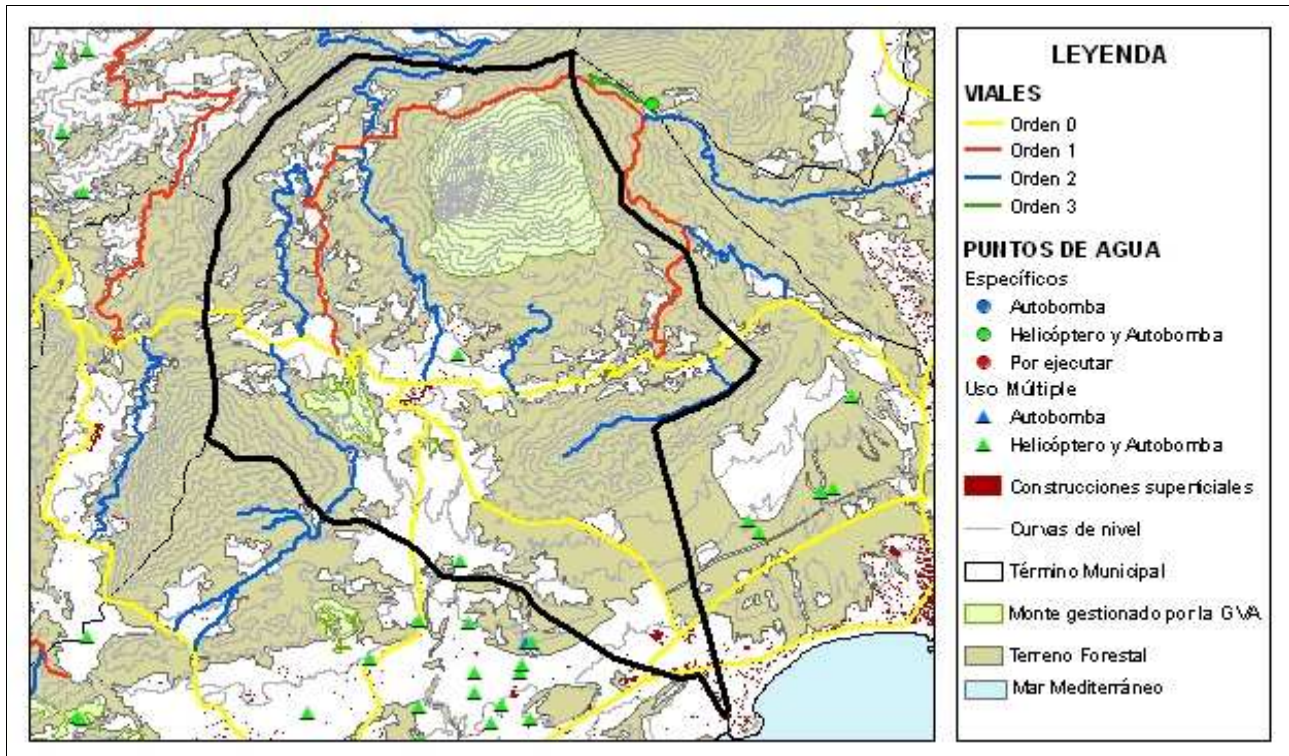 LEYENDA
VIALES
Orden 0
Orden 1
Orden 2
Orden 3
PUNTOS DE AGUA
Específicos
Autobomba
Helicóptero y Autobomba
Por ejecutar
Uso Múltiple
Autobomba
Helicóptero y Autobomba
Construcciones superficiales
Curvas de nivel
Término Municipal
Monte gestionado por la GVA
Terreno Forestal
Mar Mediterráneo